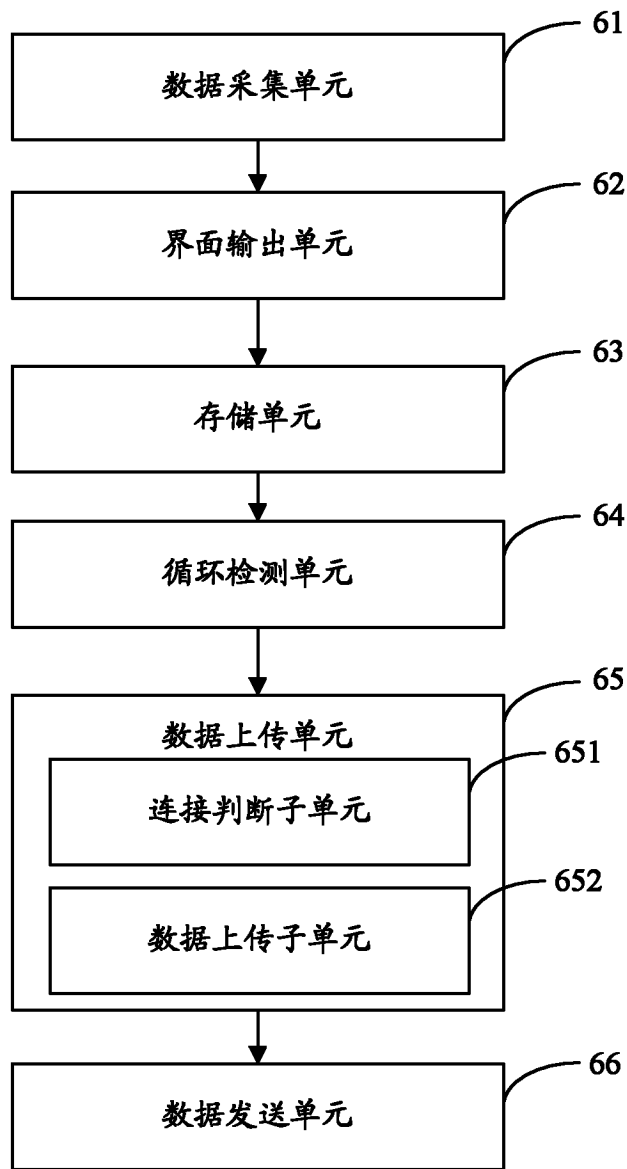 61
数据采集单元
62
界面输出单元
63
存储单元
64
循环检测单元
65
数据上传单元
651
连接判断子单元
652
数据上传子单元
66
数据发送单元